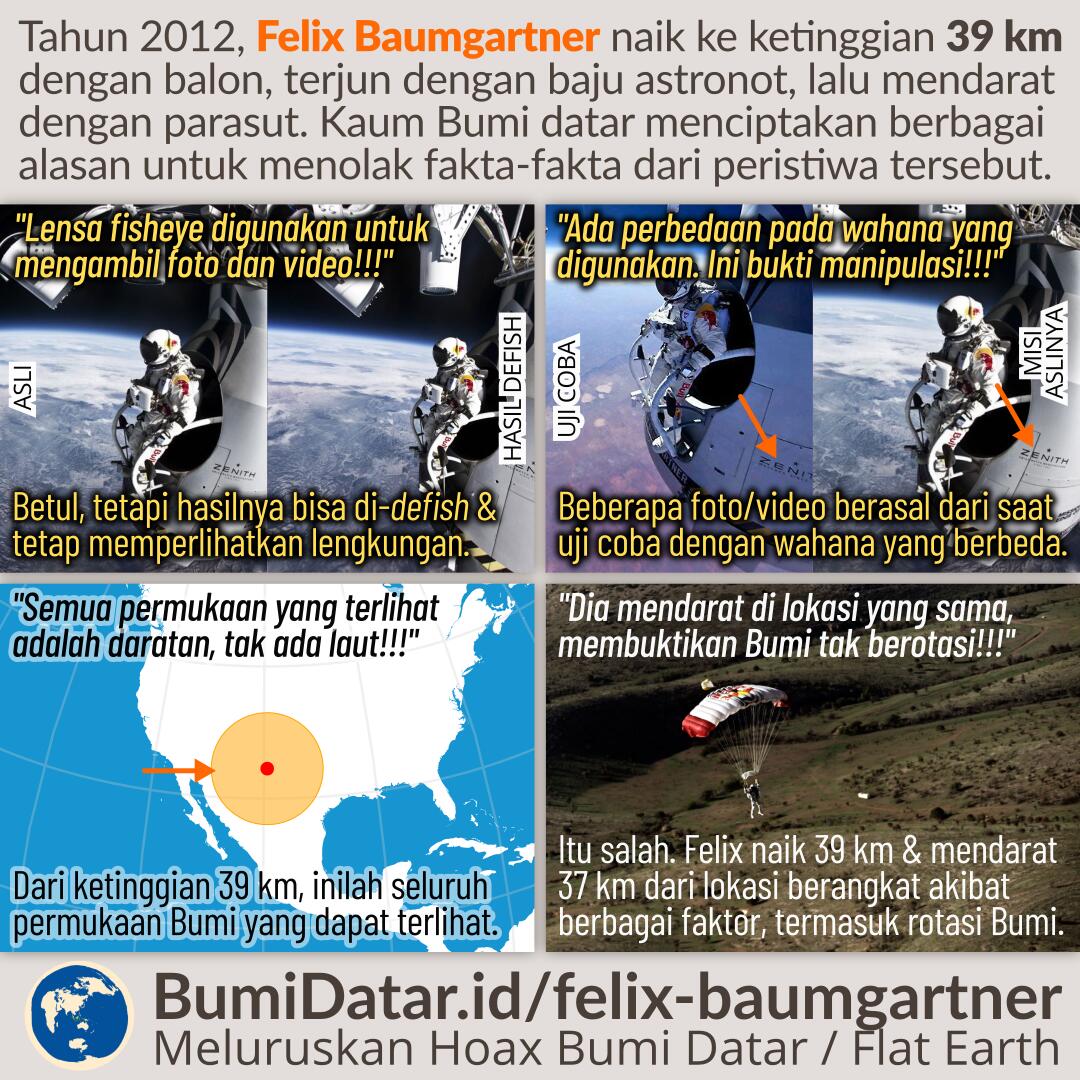 Tahun 2012, Felix Baumgartner naik ke ketinggian 39 km
dengan balon, terjun dengan baju astronot, lalu mendarat
dengan parasut. Kaum Bumi datar menciptakan berbagai
alasan untuk menolak fakta-fakta dari peristiwa tersebut.
"Lensa fisheye digunakan untuk
mengambil foto dan video!!!"
ASLI
HASIL DEFISH
ZENITH
ZENITH
Betul, tetapi hasilnya bisa di-defish &
tetap memperlihatkan lengkungan.
"Ada perbedaan pada wahana yang
digunakan. Ini bukti manipulasi!!!"
UJI COBA
MISI
ASLINYA
ZENIT
ZENITH
Beberapa foto/video berasal dari saat
uji coba dengan wahana yang berbeda.
"Semua permukaan yang terlihat
adalah daratan, tak ada laut!!!"
Dari ketinggian 39 km, inilah seluruh
permukaan Bumi yang dapat terlihat.
"Dia mendarat di lokasi yang sama,
membuktikan Bumi tak berotasi!!!"
Itu salah. Felix naik 39 km & mendarat
37 km dari lokasi berangkat akibat
berbagai faktor, termasuk rotasi Bumi.
BumiDatar.id/felix-baumgartner
Meluruskan Hoax Bumi Datar / Flat Earth